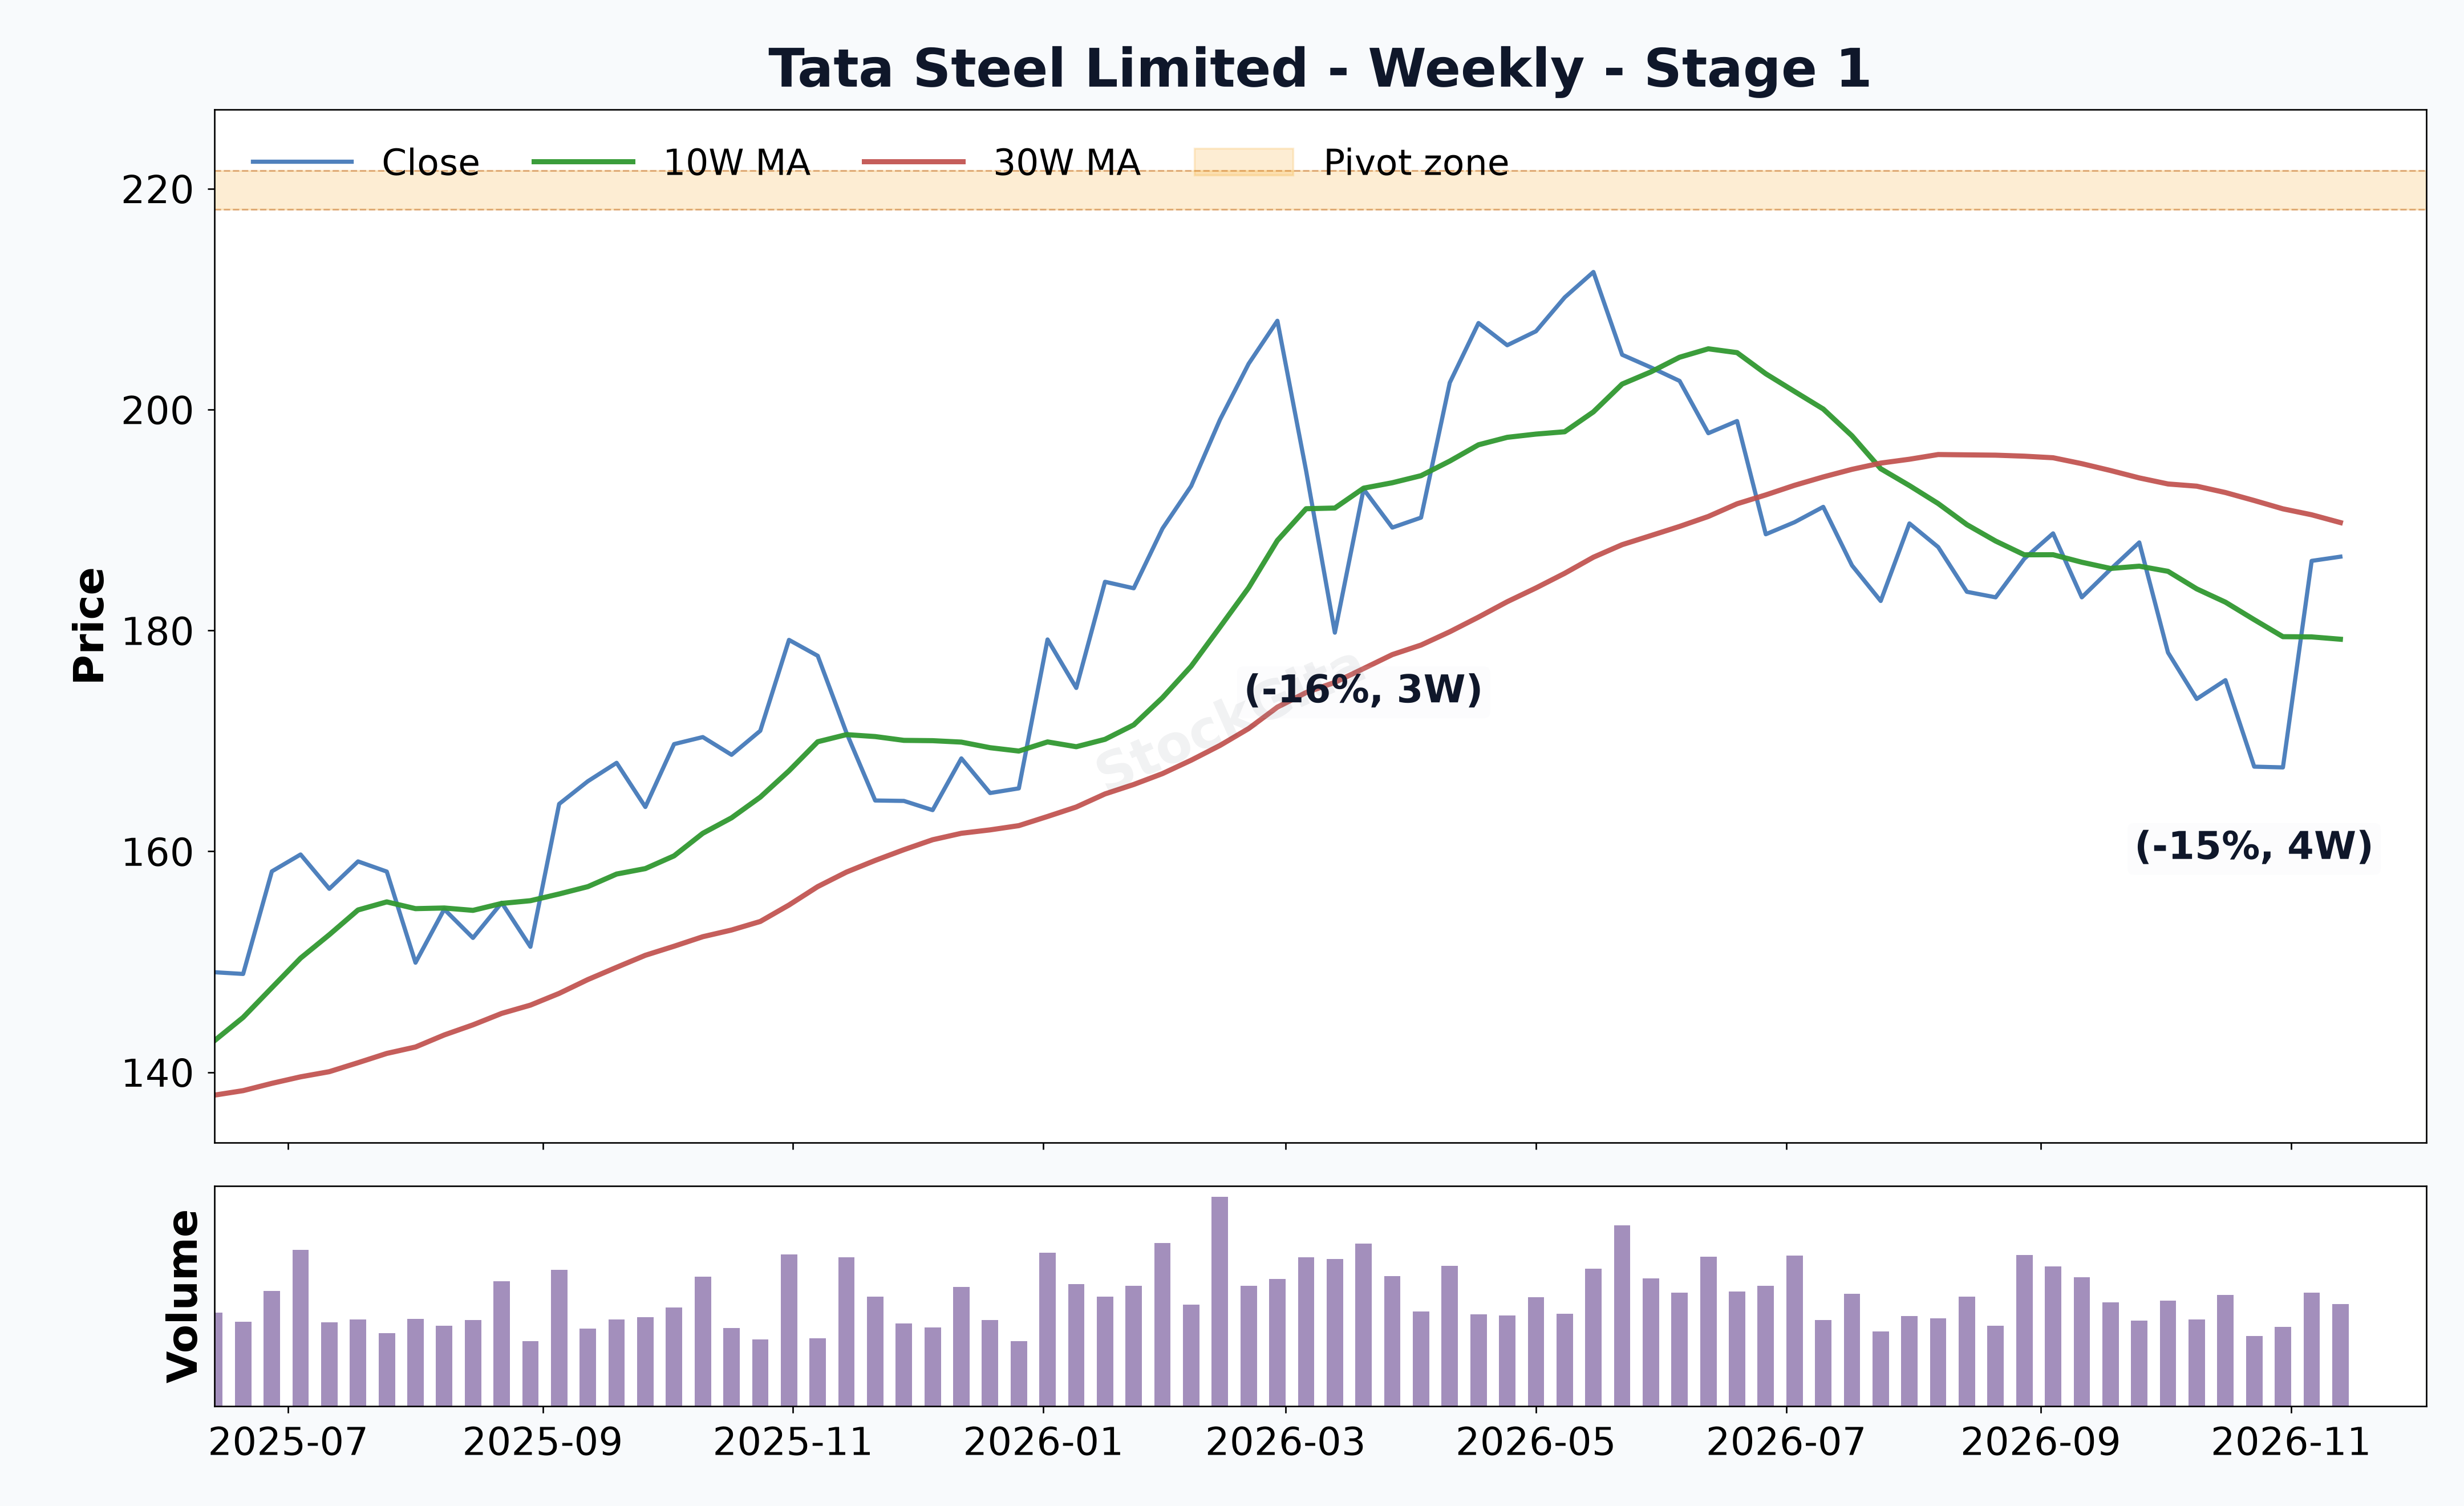 Tata Steel Limited - Weekly - Stage 1
Close 10W MA 30W MA Pivot zone
220
200
180
160
140
Price
(-16%, 3W)
(-15%, 4W)
Volume
2025-07 2025-09 2025-11 2026-01 2026-03 2026-05 2026-07 2026-09 2026-11